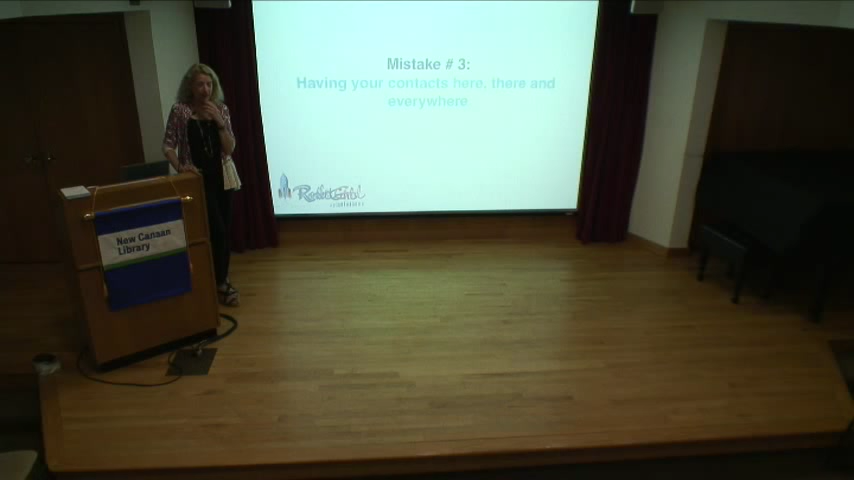 Mistake # 3:
Having your contacts here, there and
everywhere.
New Canaan
Library